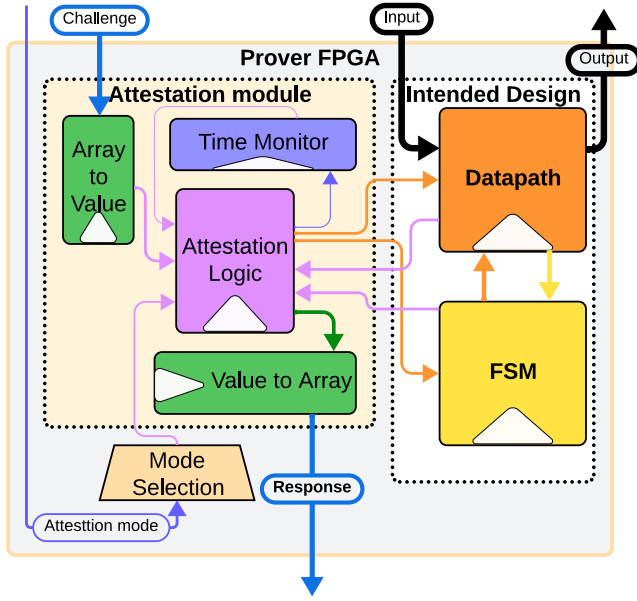 Challenge
Input
Output
Prover FPGA
Attestation module
Intended Design
Array
to
Value
Time Monitor
Datapath
Attestation
Logic
Value to Array
FSM
Mode
Selection
Response
Attesttion mode